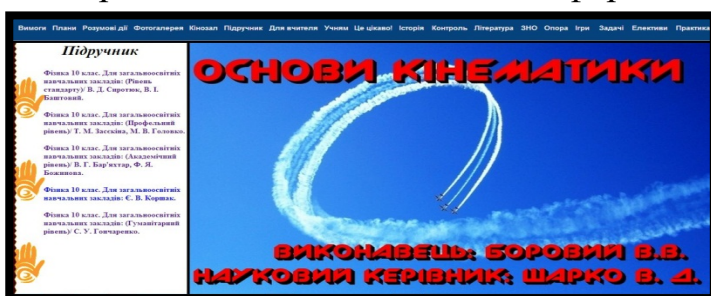 Вимоги Плани Розумові дії Фотогалерея Кінозал Підручник Для вчителя Учням Це цікаво! Історія Контроль Література ЗНО Опора Ігри Задачі Елективи Практика
Підручник
Фізика 10 клас. Для загальноосвітніх
навчальних закладів: (Рівень
стандарту)/ В. Д. Сиротюк, В. І.
Баштовий.
Фізика 10 клас. Для загальноосвітніх
навчальних закладів: (Профельний
рівень)/ Т. М. Засєкіна, М. В. Головко.
Фізика 10 клас. Для загальноосвітніх
навчальних закладів: (Академічний
рівень)/ В. Г. Бар'яхтар, Ф. Я.
Божинова.
Фізика 10 клас. Для загальноосвітніх
навчальних закладів: Є. В. Коршак.
Фізика 10 клас. Для загальноосвітніх
навчальних закладів: (Гуманітарний
рівень)/ С. У. Гончаренко.
ОСНОВИ КІНЕМАТИКИ
ВИКОНАВЕЦЬ: БОРОВИЙ В.В.
НАУКОВИЙ КЕРІВНИК: ШАРКО В. Д.